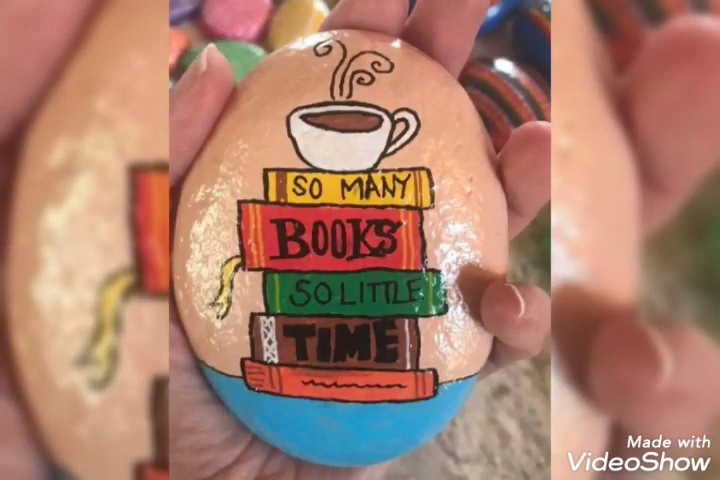 SO MANY
BOOKS
SO LITTLE
TIME
Made with
VideoShow